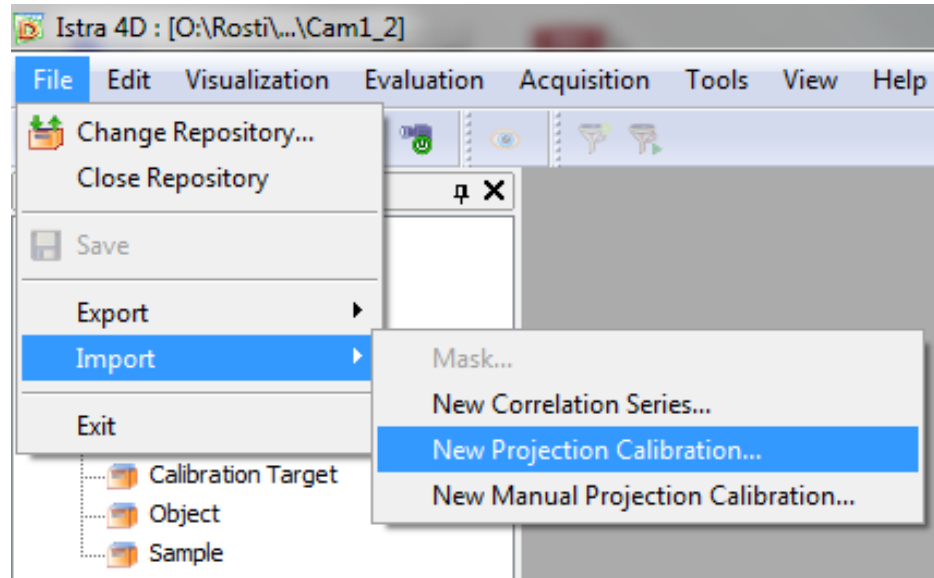 Istra 4D : [O:\Rosti\...\Cam1_2]
File Edit Visualization Evaluation Acquisition Tools View Help
Change Repository...
Close Repository
Save
Export
Import
Exit
Mask...
New Correlation Series...
New Projection Calibration...
New Manual Projection Calibration...
Calibration Target
Object
Sample